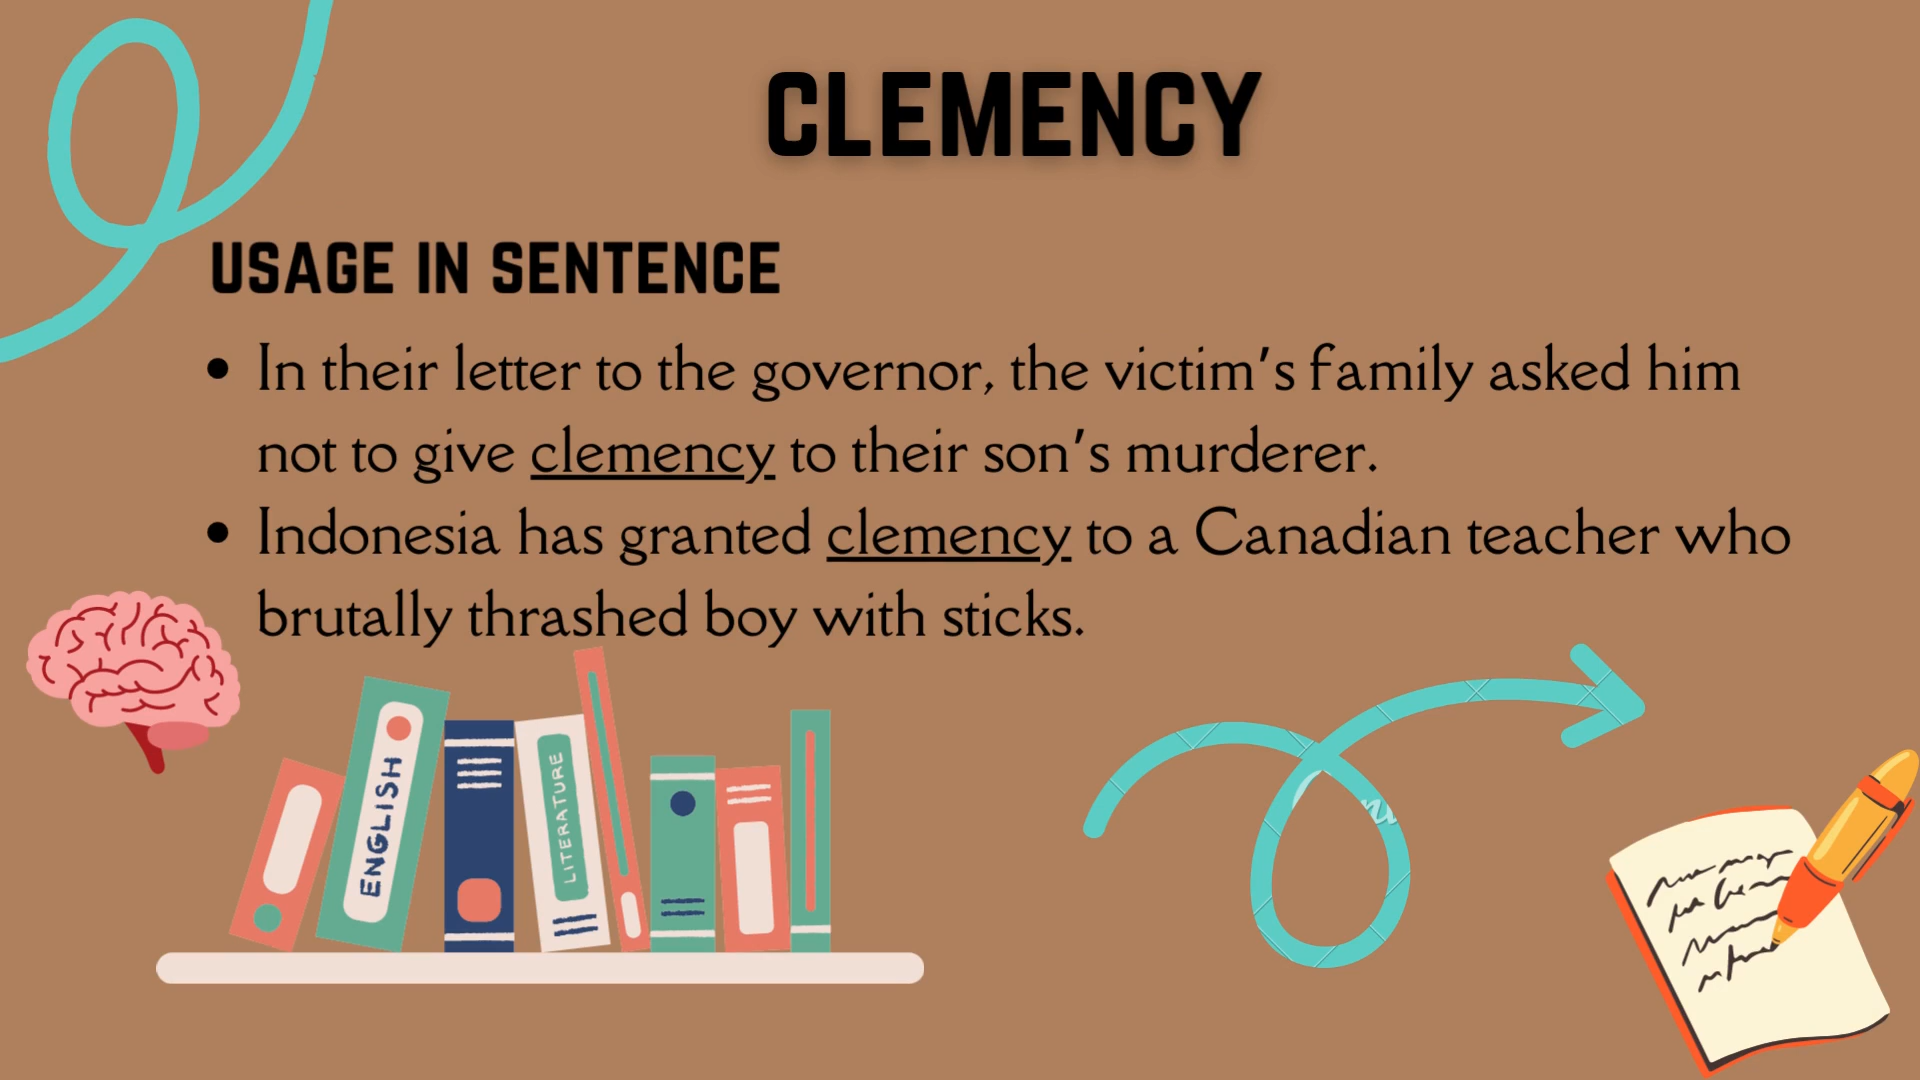 CLEMENCY
USAGE IN SENTENCE
• In their letter to the governor, the victim's family asked him
not to give clemency to their son's murderer.
• Indonesia has granted clemency to a Canadian teacher who
brutally thrashed boy with sticks.
ENGLISH
LITERATURE